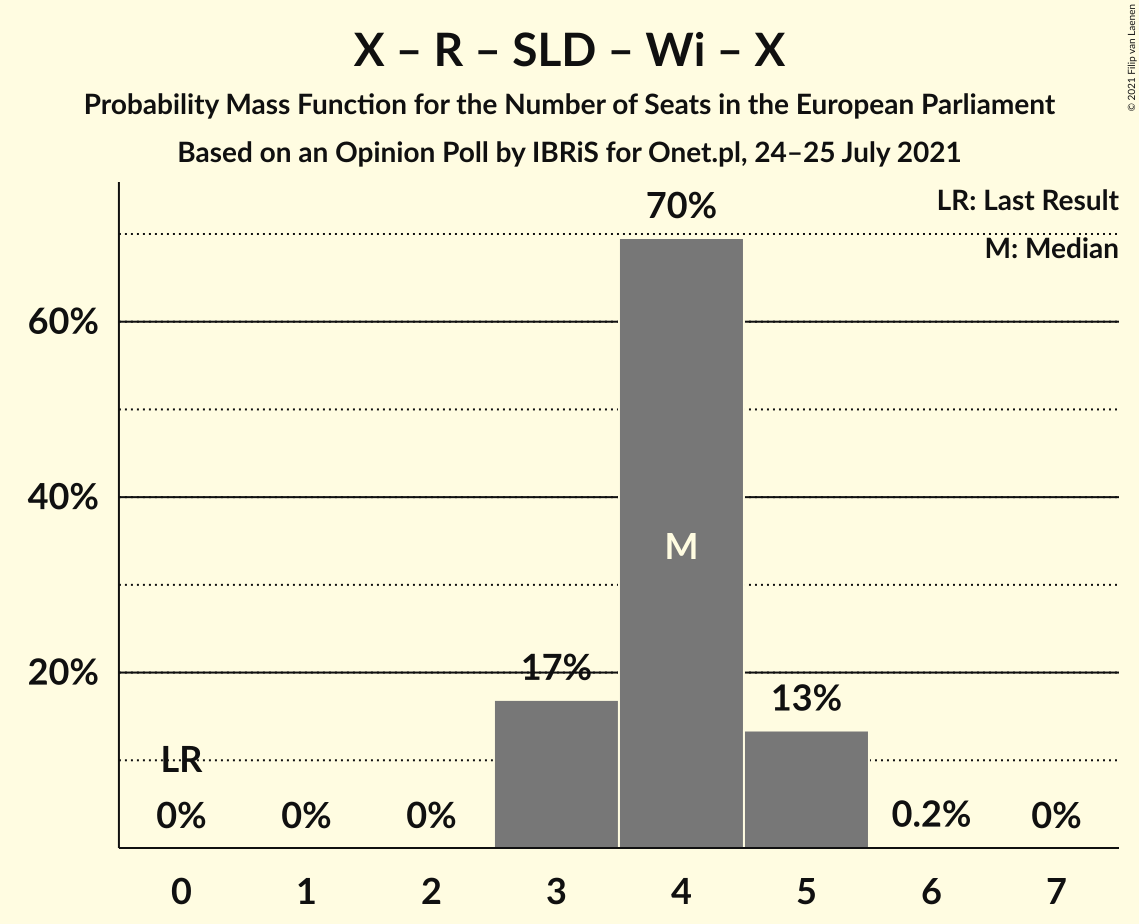 X – R – SLD – Wi – X
Probability Mass Function for the Number of Seats in the European Parliament
Based on an Opinion Poll by IBRiS for Onet.pl, 24–25 July 2021
© 2021 Filip van Laenen
LR: Last Result
M: Median
60%
40%
20%
70%
M
17%
13%
LR
0%
0%
0%
0.2%
0%
0 1 2 3 4 5 6 7